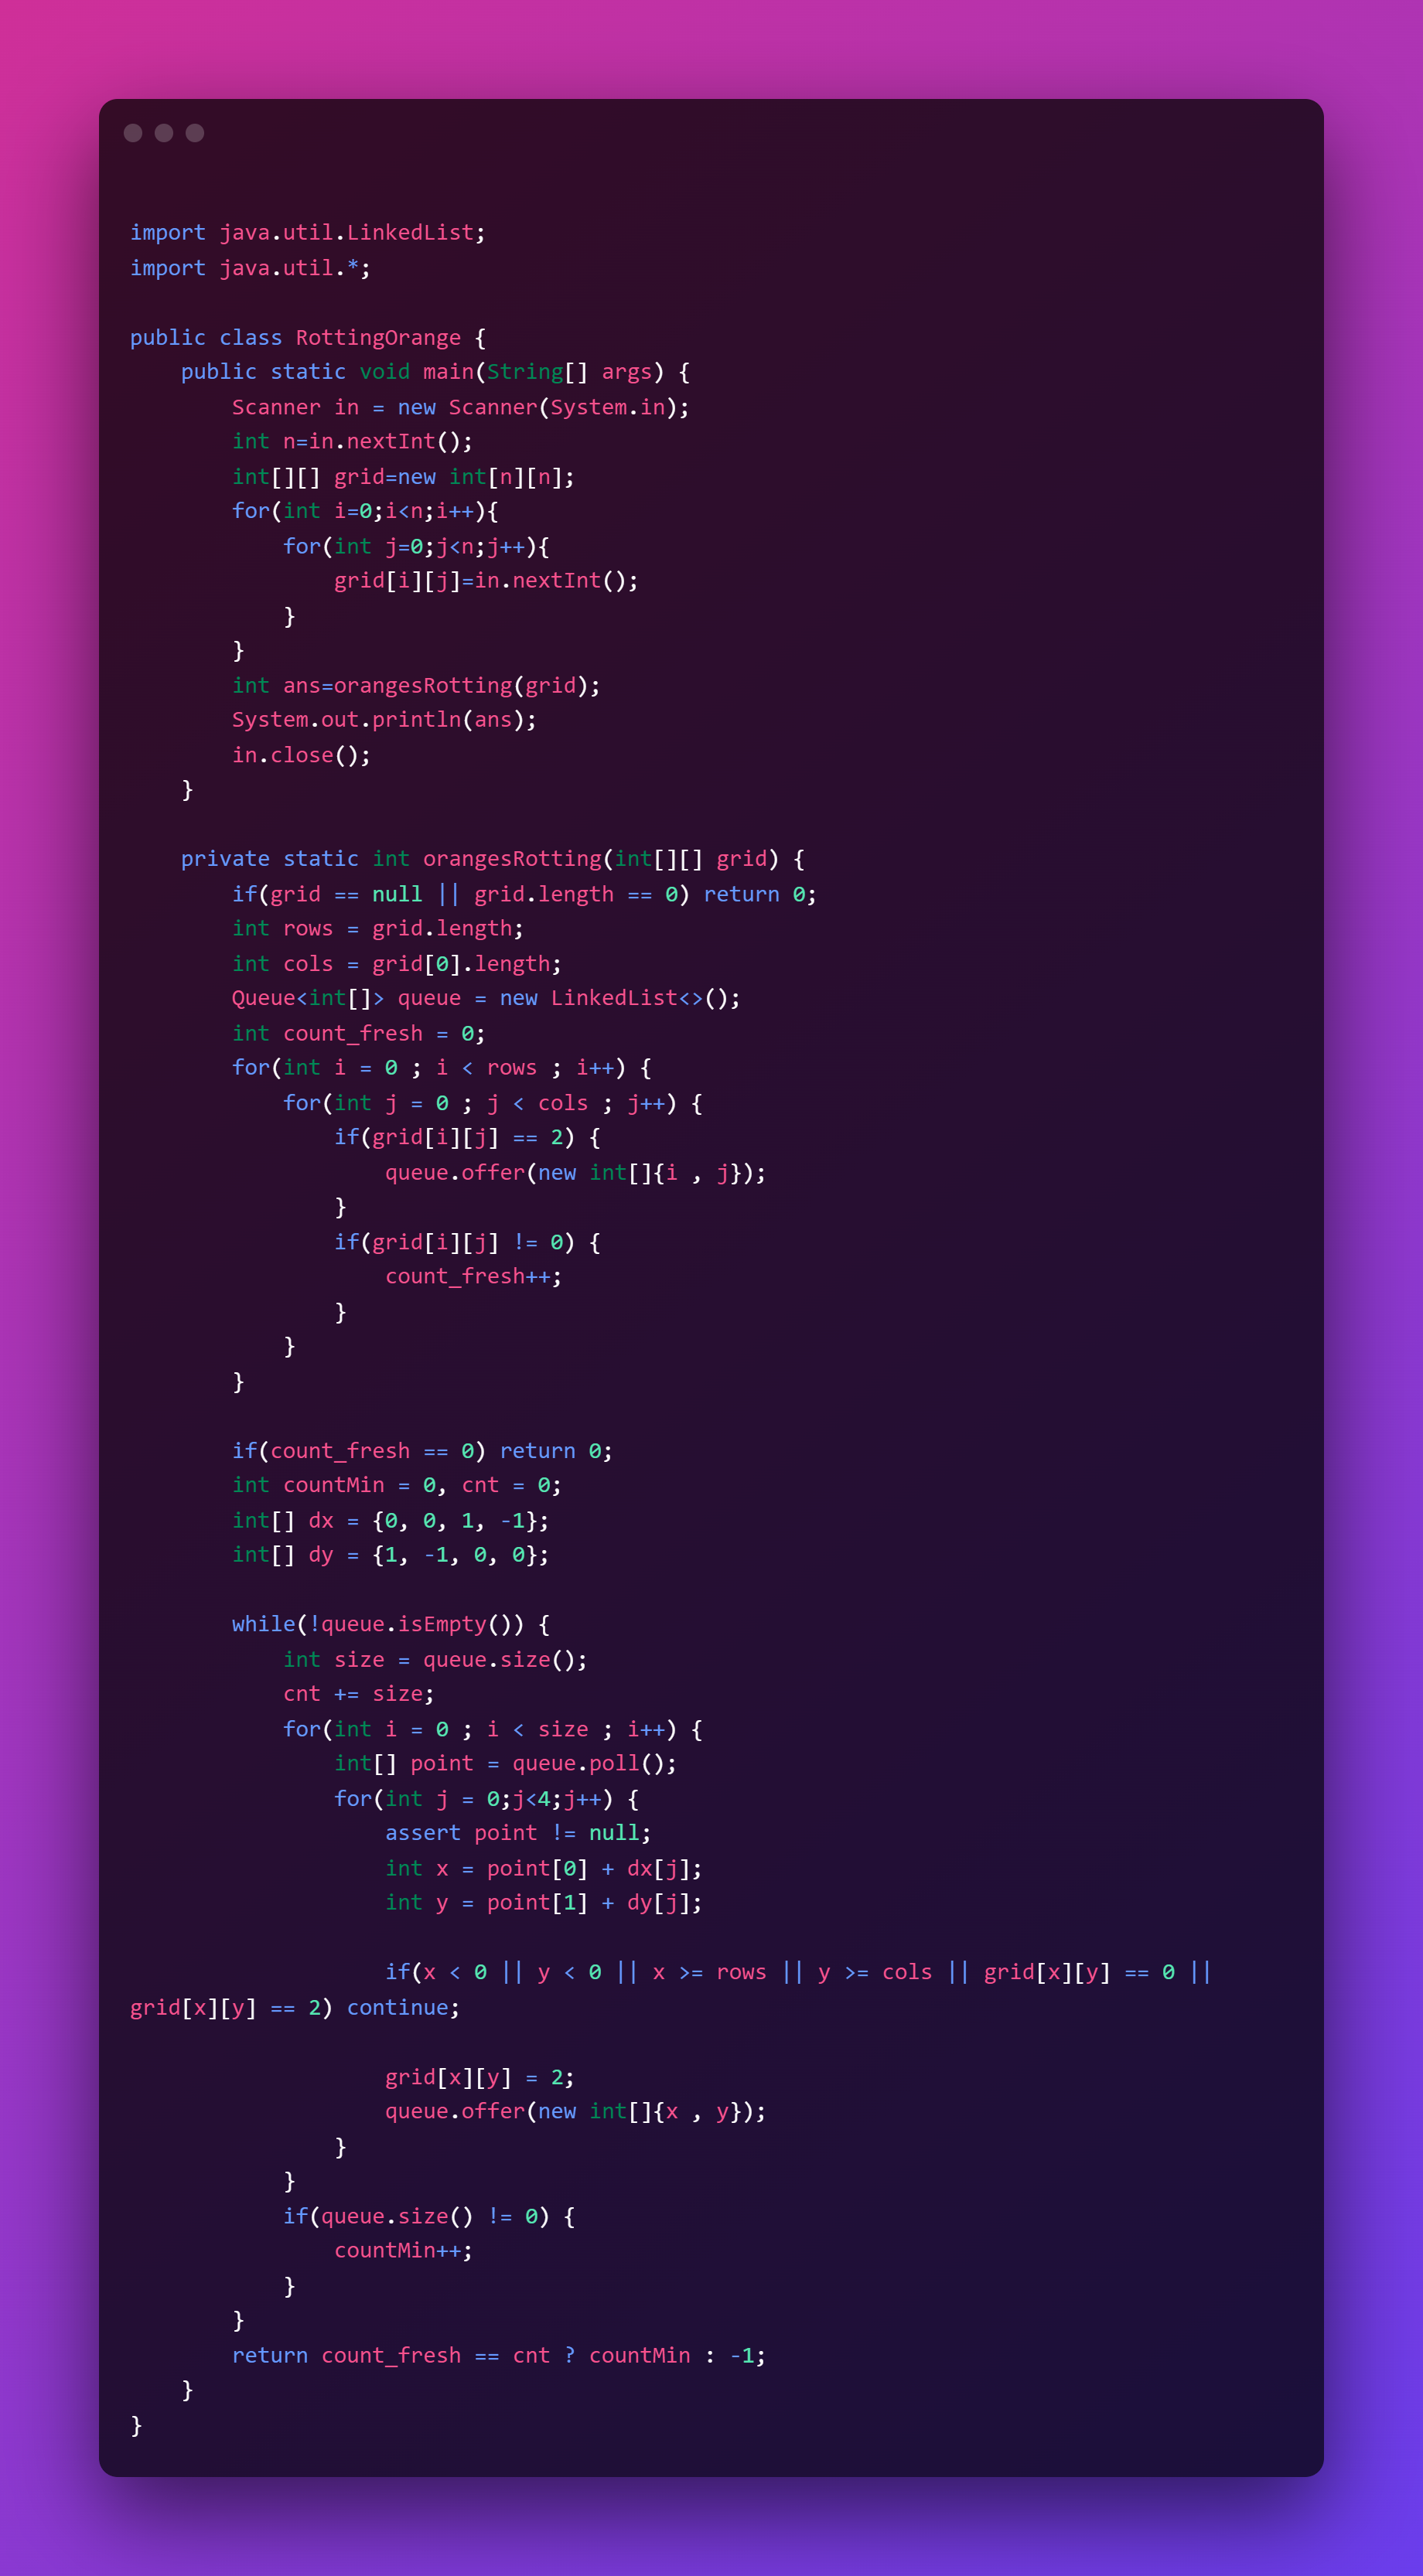 import java.util.LinkedList;
import java.util.*;

public class RottingOrange {
    public static void main(String[] args) {
        Scanner in = new Scanner(System.in);
        int n=in.nextInt();
        int[][] grid=new int[n][n];
        for(int i=0;i<n;i++){
            for(int j=0;j<n;j++){
                grid[i][j]=in.nextInt();
            }
        }
        int ans=orangesRotting(grid);
        System.out.println(ans);
        in.close();
    }

    private static int orangesRotting(int[][] grid) {
        if(grid == null || grid.length == 0) return 0;
        int rows = grid.length;
        int cols = grid[0].length;
        Queue<int[]> queue = new LinkedList<>();
        int count_fresh = 0;
        for(int i = 0 ; i < rows ; i++) {
            for(int j = 0 ; j < cols ; j++) {
                if(grid[i][j] == 2) {
                    queue.offer(new int[]{i , j});
                }
                if(grid[i][j] != 0) {
                    count_fresh++;
                }
            }
        }

        if(count_fresh == 0) return 0;
        int countMin = 0, cnt = 0;
        int[] dx = {0, 0, 1, -1};
        int[] dy = {1, -1, 0, 0};

        while(!queue.isEmpty()) {
            int size = queue.size();
            cnt += size;
            for(int i = 0 ; i < size ; i++) {
                int[] point = queue.poll();
                for(int j = 0;j<4;j++) {
                    assert point != null;
                    int x = point[0] + dx[j];
                    int y = point[1] + dy[j];

                    if(x < 0 || y < 0 || x >= rows || y >= cols || grid[x][y] == 0 ||
grid[x][y] == 2) continue;

                    grid[x][y] = 2;
                    queue.offer(new int[]{x , y});
                }
            }
            if(queue.size() != 0) {
                countMin++;
            }
        }
        return count_fresh == cnt ? countMin : -1;
    }
}